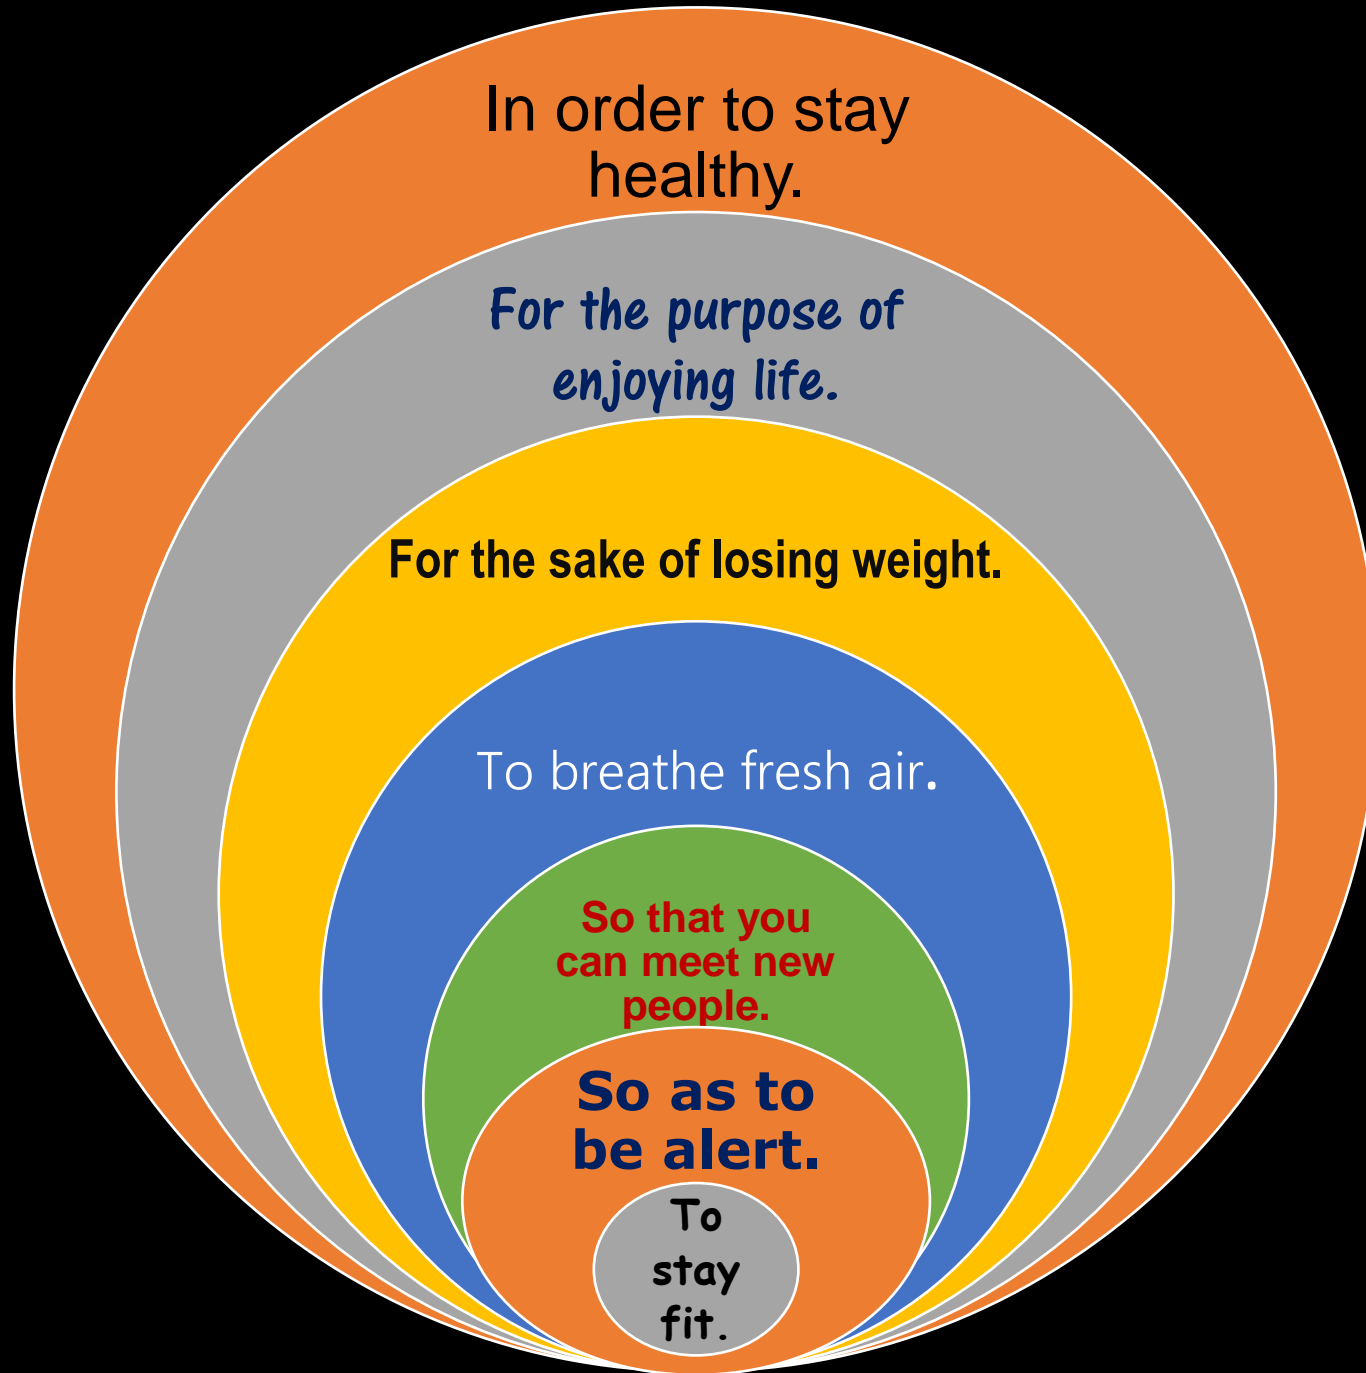 In order to stay
healthy.
For the purpose of
enjoying life.
For the sake of losing weight.
To breathe fresh air.
So that you
can meet new
people.
So as to
be alert.
To
stay
fit.